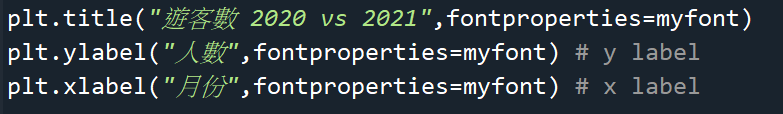 plt.title("遊客數 2020 vs 2021",fontproperties=myfont)
plt.ylabel("人數",fontproperties=myfont) # y label
plt.xlabel("月份",fontproperties=myfont) # x label